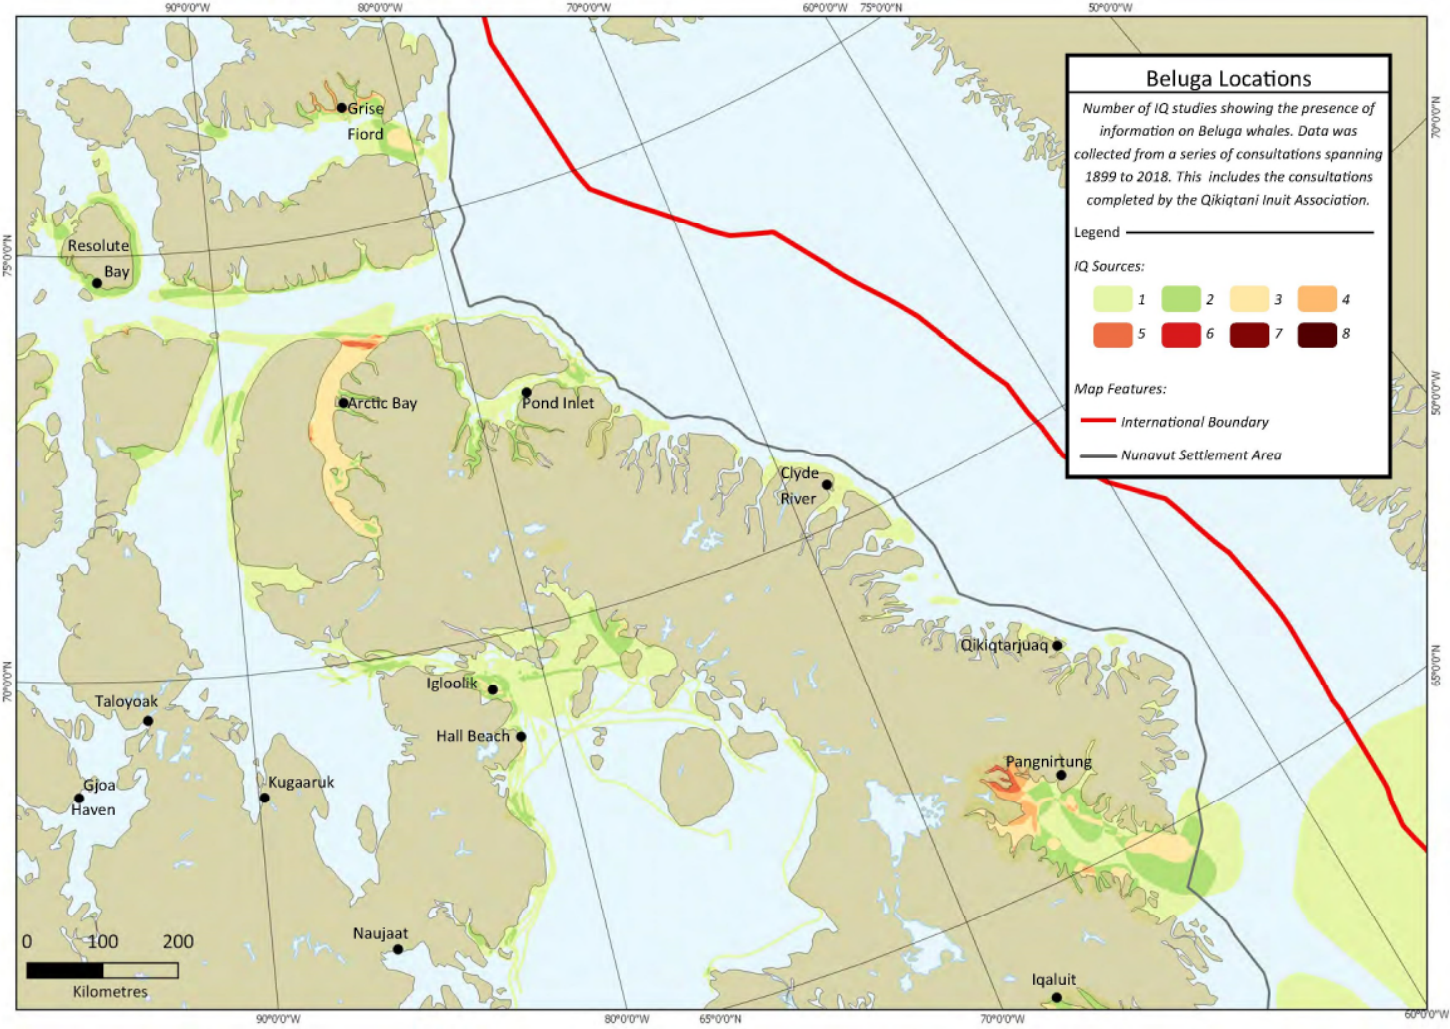 90°0'0"W
80°0'0"W
70°0'0"W
60°0'0"W
75°0'0"N
50°0'0"W
Beluga Locations
Number of IQ studies showing the presence of
information on Beluga whales. Data was
collected from a series of consultations spanning
1899 to 2018. This includes the consultations
completed by the Qikiqtani Inuit Association.
Legend
IQ Sources:
1 2 3 4
5 6 7 8
Map Features:
International Boundary
Nunavut Settlement Area
70°0'0"N
50°0'0"W
65°0'0"N
75°0'0"N
70°0'0"N
Grise
Fiord
Resolute
Bay
Arctic Bay
Pond Inlet
Clyde
River
Qikiqtarjuaq
Igloolik
Taloyoak
Hall Beach
Pangnirtung
Gjoa
Haven
Kugaaruk
Naujaat
Iqaluit
0 100 200
Kilometres
90°0'0"W
80°0'0"W
65°0'0"N
70°0'0"W
60°0'0"W